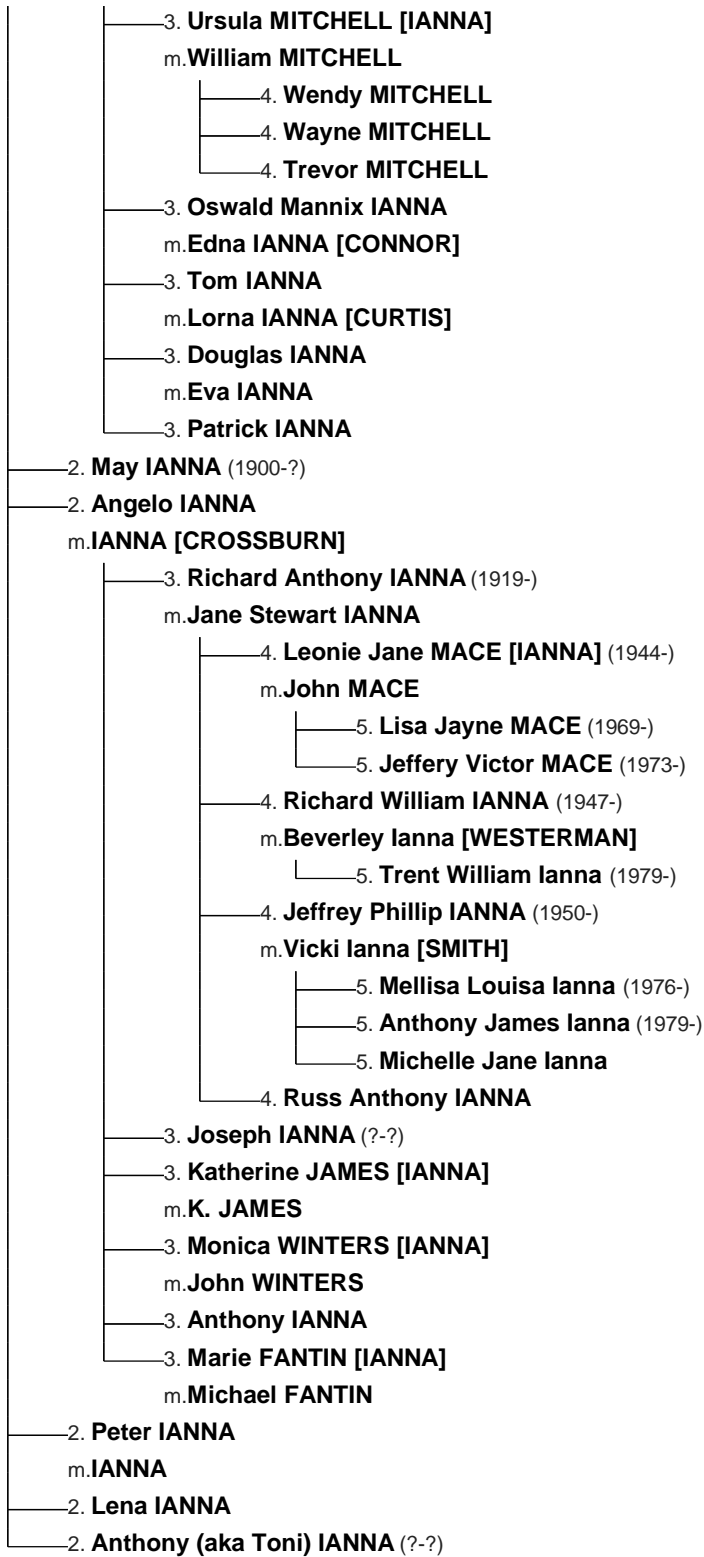 3. Ursula MITCHELL [IANNA]
m.William MITCHELL
4. Wendy MITCHELL
4. Wayne MITCHELL
4. Trevor MITCHELL
3. Oswald Mannix IANNA
m.Edna IANNA [CONNOR]
3. Tom IANNA
m.Lorna IANNA [CURTIS]
3. Douglas IANNA
m.Eva IANNA
3. Patrick IANNA
2. May IANNA (1900-?)
2. Angelo IANNA
m.IANNA [CROSSBURN]
3. Richard Anthony IANNA (1919-)
m.Jane Stewart IANNA
4. Leonie Jane MACE [IANNA] (1944-)
m.John MACE
5. Lisa Jayne MACE (1969-)
5. Jeffery Victor MACE (1973-)
4. Richard William IANNA (1947-)
m.Beverley Ianna [WESTERMAN]
5. Trent William Ianna (1979-)
4. Jeffrey Phillip IANNA (1950-)
m.Vicki Ianna [SMITH]
5. Mellisa Louisa Ianna (1976-)
5. Anthony James Ianna (1979-)
5. Michelle Jane Ianna
4. Russ Anthony IANNA
3. Joseph IANNA (?-?)
3. Katherine JAMES [IANNA]
m.K. JAMES
3. Monica WINTERS [IANNA]
m.John WINTERS
3. Anthony IANNA
3. Marie FANTIN [IANNA]
m.Michael FANTIN
2. Peter IANNA
m.IANNA
2. Lena IANNA
2. Anthony (aka Toni) IANNA (?-?)